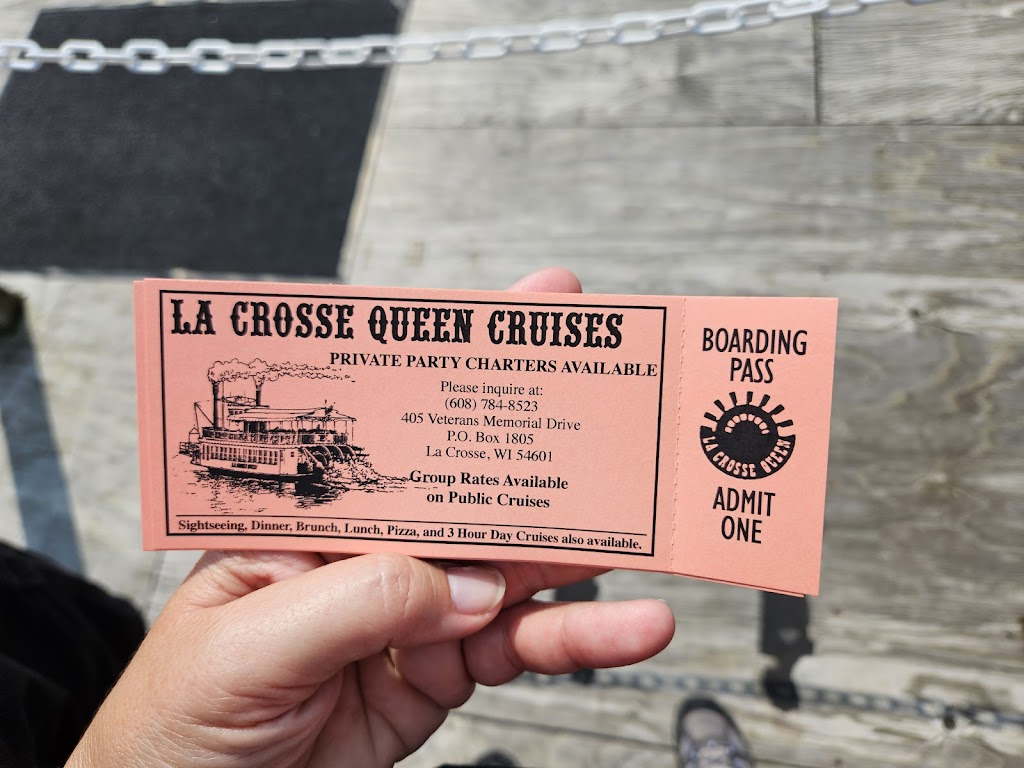 LA CROSSE QUEEN CRUISES
PRIVATE PARTY CHARTERS AVAILABLE
Please inquire at:
(608) 784-8523
405 Veterans Memorial Drive
P.O. Box 1805
La Crosse, WI 54601
Group Rates Available
on Public Cruises
Sightseeing, Dinner, Brunch, Lunch, Pizza, and 3 Hour Day Cruises also available.
BOARDING
PASS
LA CROSSE QUEEN
ADMIT
ONE